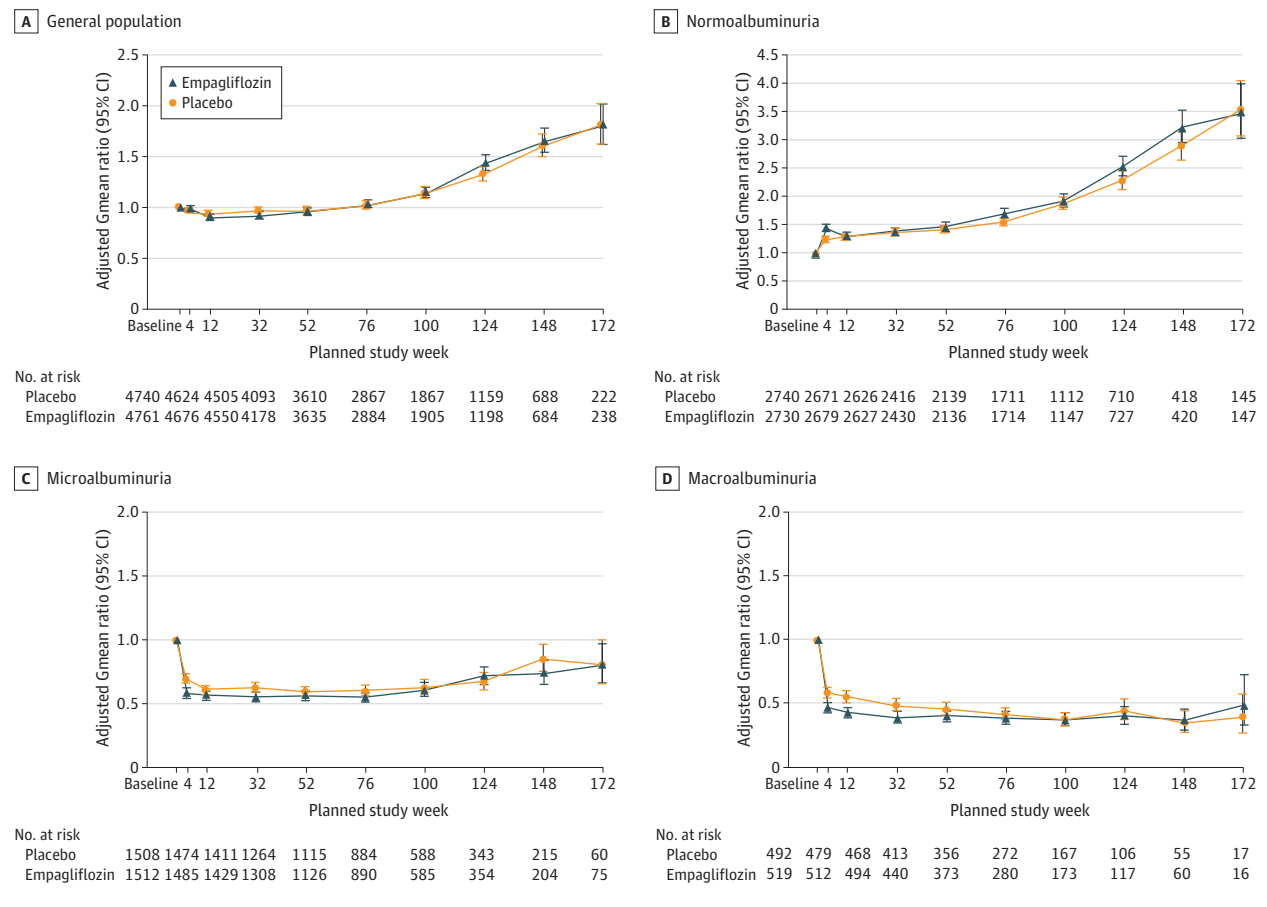 A General population
Adjusted Gmean ratio (95% CI)
2.5
2.0
1.5
1.0
0.5
0
Empagliflozin
Placebo
Baseline 4 12 32 52 76 100 124 148 172
Planned study week
No. at risk
Placebo 4740 4624 4505 4093 3610 2867 1867 1159 688 222
Empagliflozin 4761 4676 4550 4178 3635 2884 1905 1198 684 238
B Normoalbuminuria
Adjusted Gmean ratio (95% CI)
4.5
4.0
3.5
3.0
2.5
2.0
1.5
1.0
0.5
0
Baseline 4 12 32 52 76 100 124 148 172
Planned study week
No. at risk
Placebo 2740 2671 2626 2416 2139 1711 1112 710 418 145
Empagliflozin 2730 2679 2627 2430 2136 1714 1147 727 420 147
C Microalbuminuria
Adjusted Gmean ratio (95% CI)
2.0
1.5
1.0
0.5
0
Baseline 4 12 32 52 76 100 124 148 172
Planned study week
No. at risk
Placebo 1508 1474 1411 1264 1115 884 588 343 215 60
Empagliflozin 1512 1485 1429 1308 1126 890 585 354 204 75
D Macroalbuminuria
Adjusted Gmean ratio (95% CI)
2.0
1.5
1.0
0.5
0
Baseline 4 12 32 52 76 100 124 148 172
Planned study week
No. at risk
Placebo 492 479 468 413 356 272 167 106 55 17
Empagliflozin 519 512 494 440 373 280 173 117 60 16